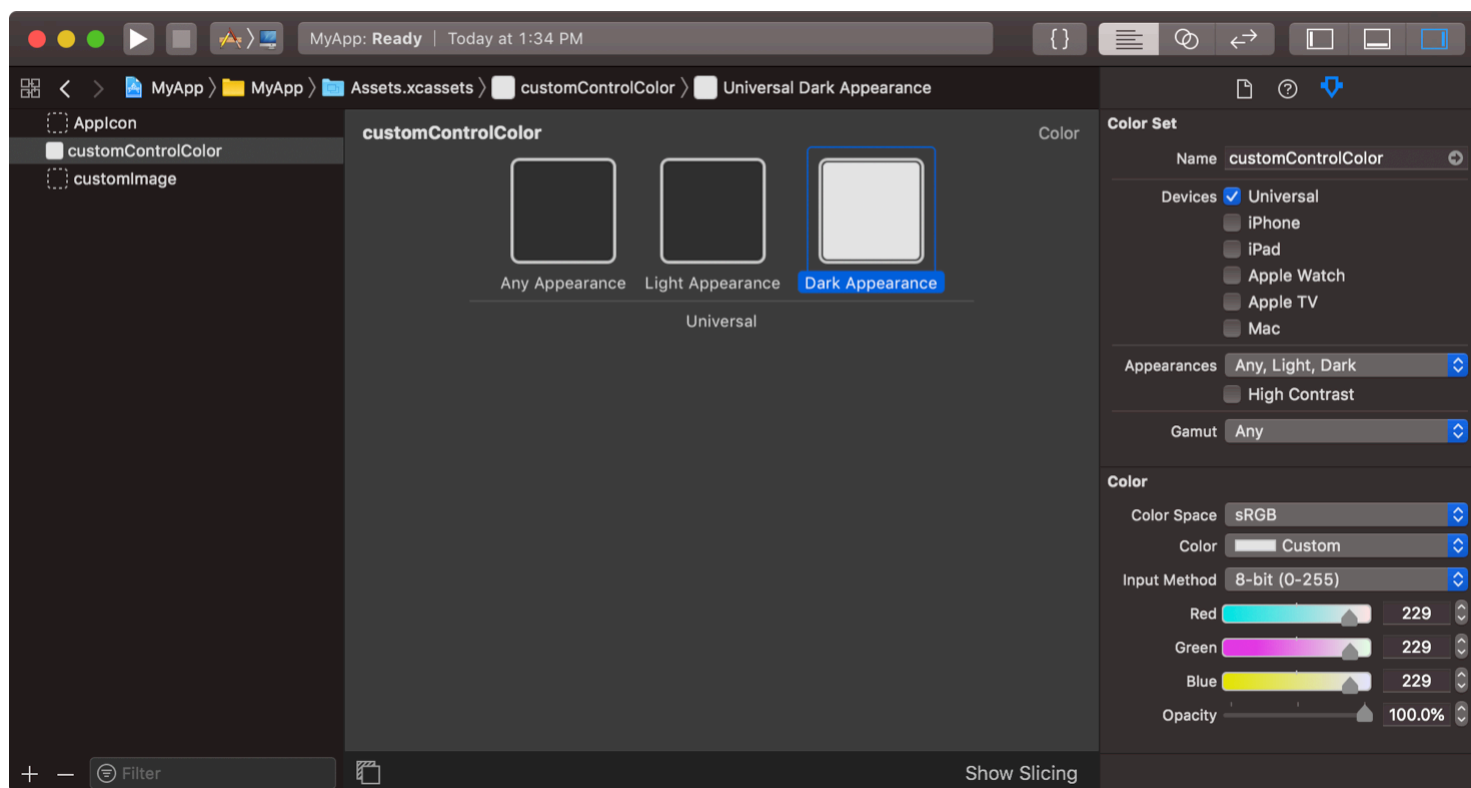 MyApp: Ready | Today at 1:34 PM
{ }
MyApp 〉 MyApp 〉 Assets.xcassets 〉 customControlColor 〉 Universal Dark Appearance
AppIcon
customControlColor
customImage
Filter
customControlColor Color
Any Appearance Light Appearance Dark Appearance
Universal
Show Slicing
Color Set
Name customControlColor
Devices Universal
iPhone
iPad
Apple Watch
Apple TV
Mac
Appearances Any, Light, Dark
High Contrast
Gamut Any
Color
Color Space sRGB
Color Custom
Input Method 8-bit (0-255)
Red 229
Green 229
Blue 229
Opacity 100.0%